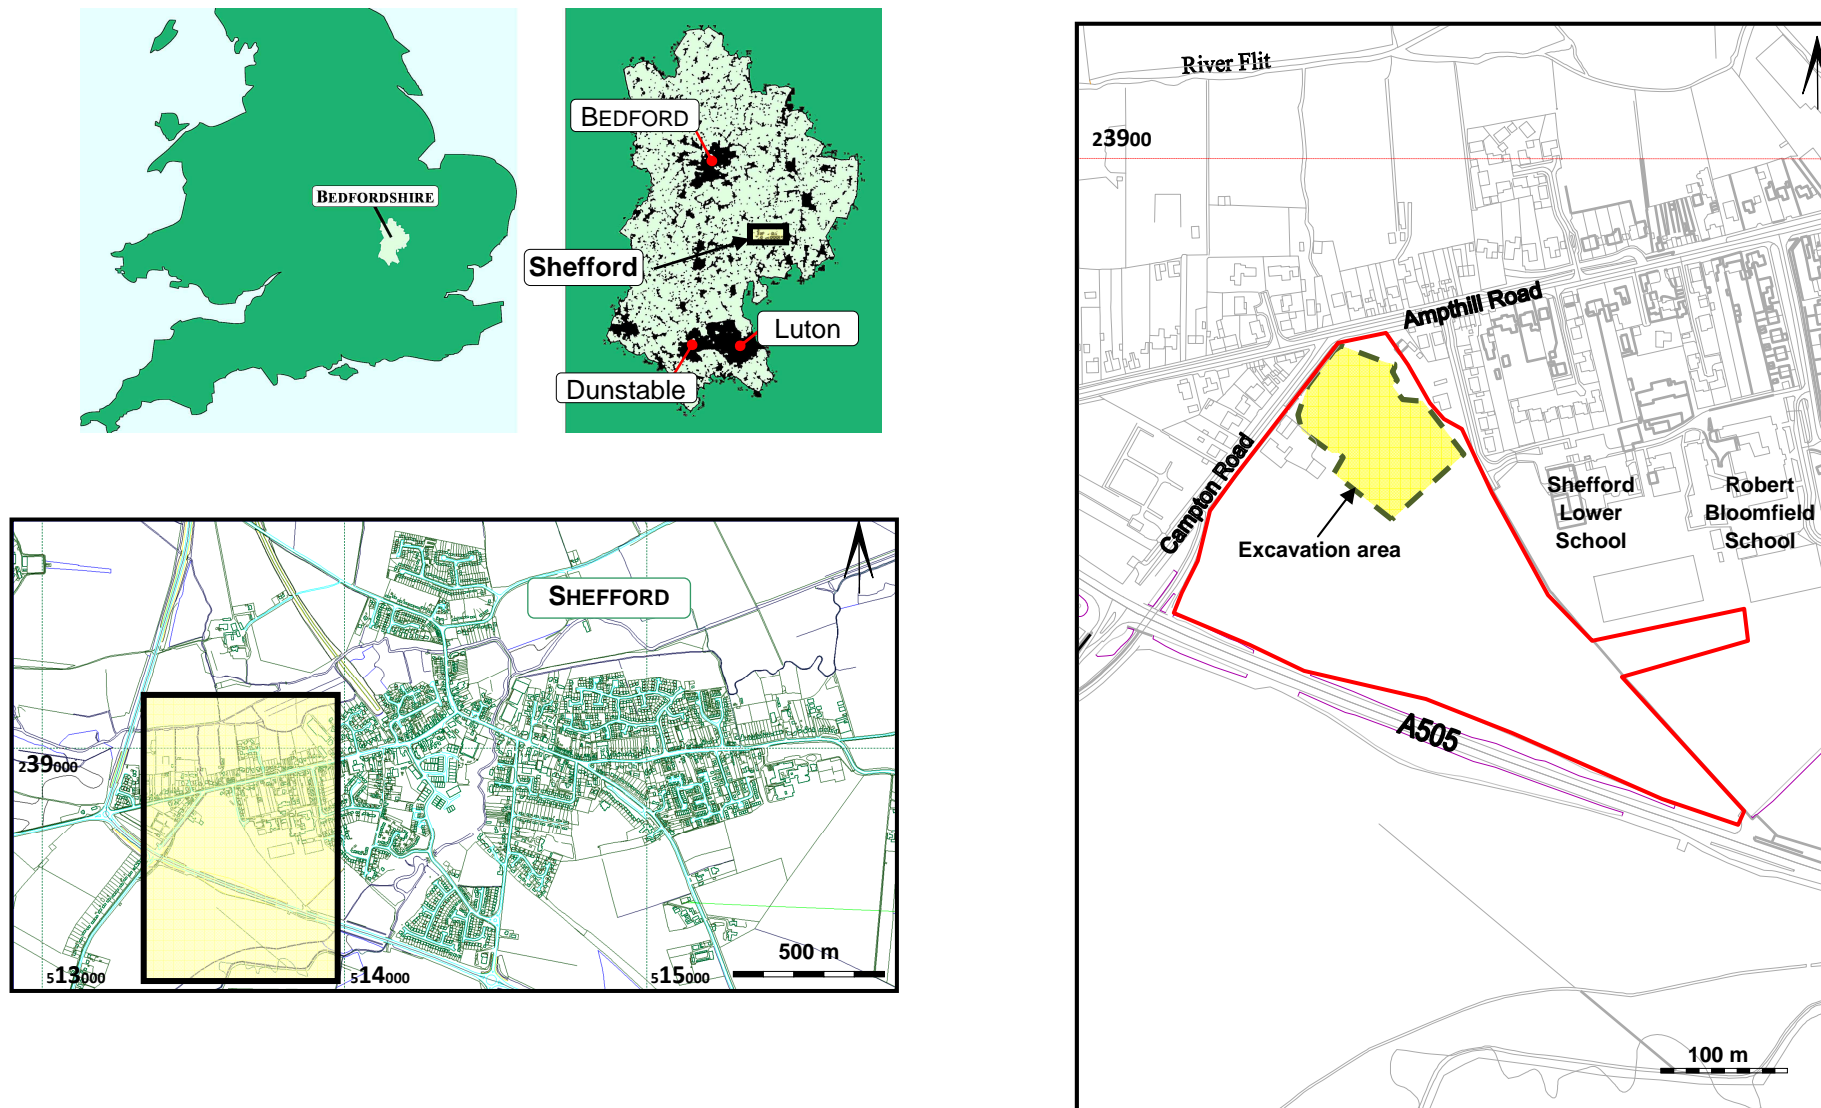 BEDFORDSHIRE
BEDFORD
Shefford
Luton
Dunstable
SHEFFORD
239000
513000
514000
515000
500 m
River Flit
23900
Ampthill Road
Campton Road
Shefford
Lower
School
Robert
Bloomfield
School
Excavation area
A505
100 m